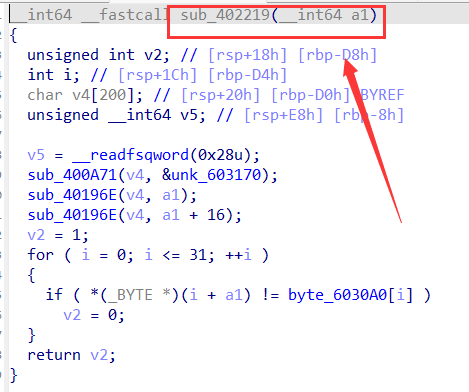 __int64 __fastcall sub_402219(__int64 a1)
{
unsigned int v2; // [rsp+18h] [rbp-D8h]
int i; // [rsp+1Ch] [rbp-D4h]
char v4[200]; // [rsp+20h] [rbp-D0h] BYREF
unsigned __int64 v5; // [rsp+E8h] [rbp-8h]
v5 = __readfsqword(0x28u);
sub_400A71(v4, &unk_603170);
sub_40196E(v4, a1);
sub_40196E(v4, a1 + 16);
v2 = 1;
for ( i = 0; i <= 31; ++i )
{
if ( *(_BYTE *)(i + a1) != byte_6030A0[i] )
v2 = 0;
}
return v2;
}